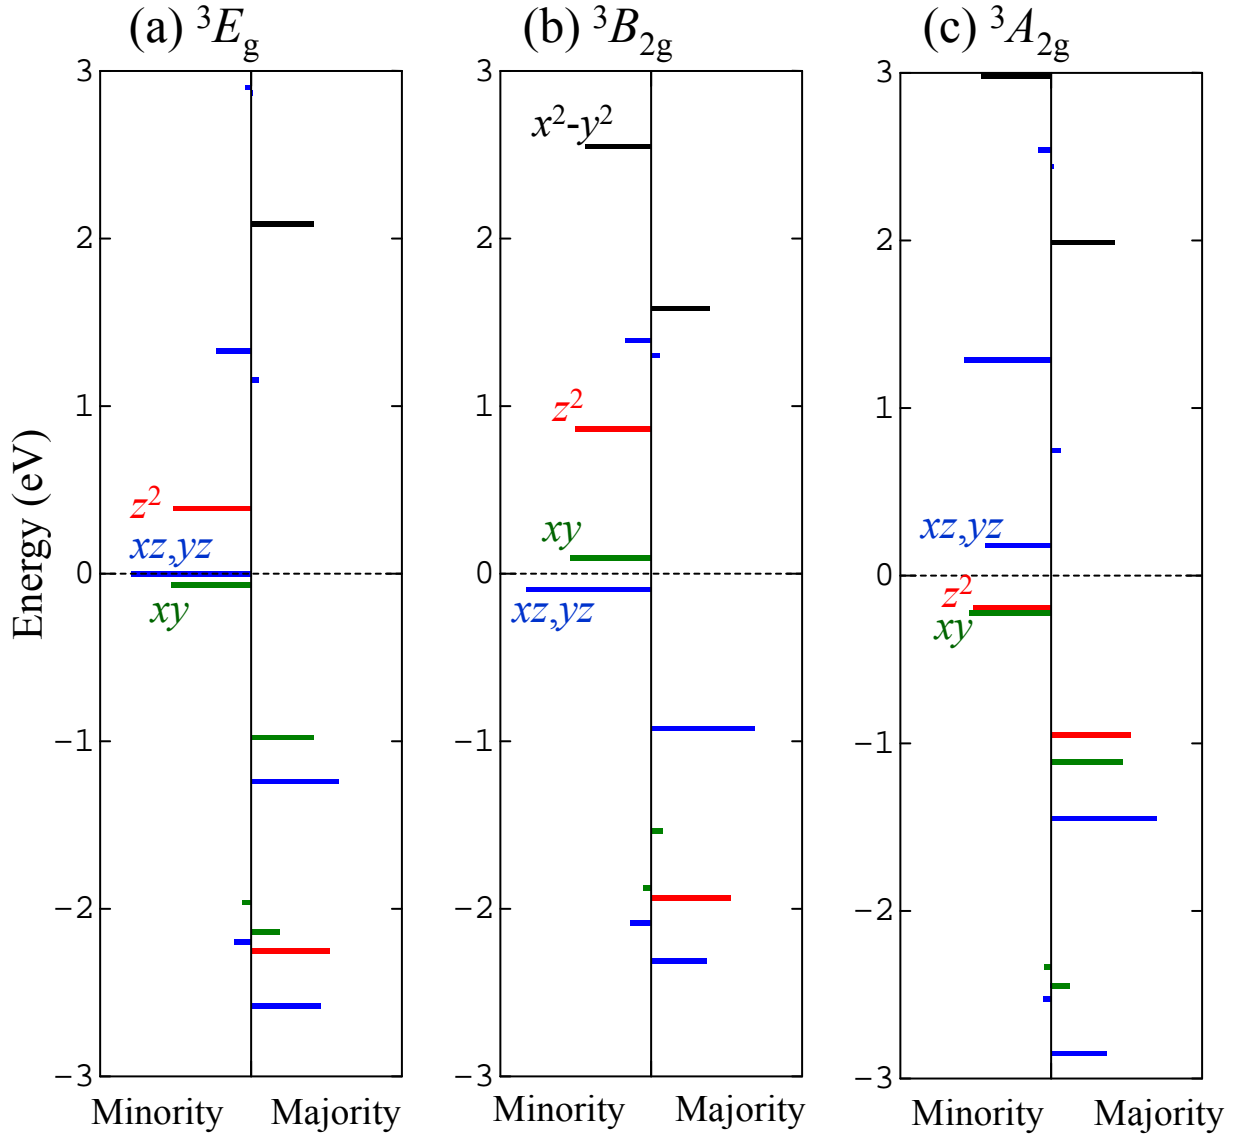 (a) ³E_g
(b) ³B_2g
(c) ³A_2g
Energy (eV)
3
2
1
0
−1
−2
−3
z²
xz,yz
xy
Minority
Majority
3
2
1
0
−1
−2
−3
x²-y²
z²
xy
xz,yz
Minority
Majority
3
2
1
0
−1
−2
−3
xz,yz
z²
xy
Minority
Majority